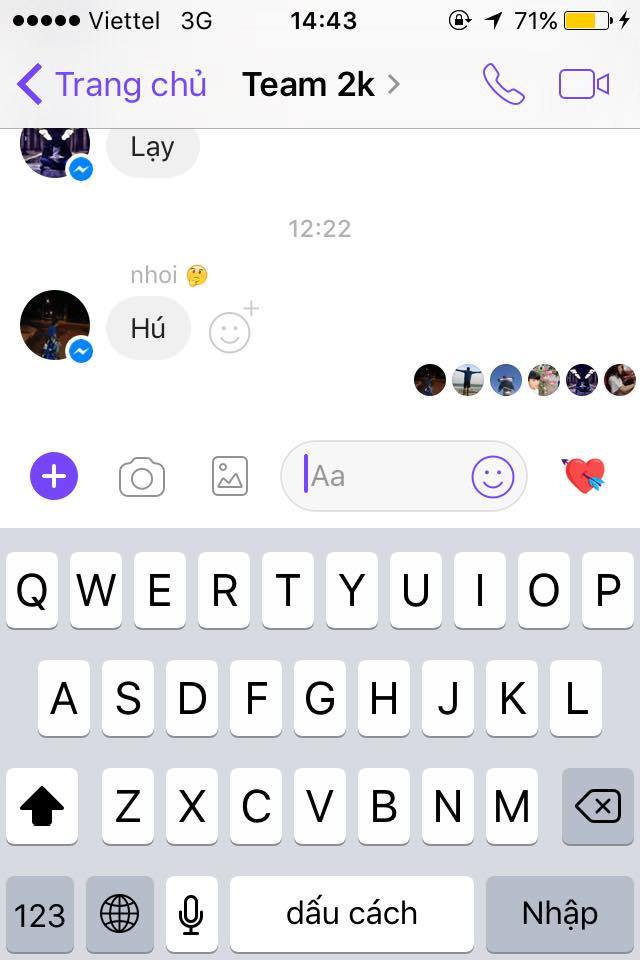 Viettel 3G 14:43 71%
Trang chủ Team 2k
Lạy
12:22
nhoi 🤔
Hú
Aa
Q W E R T Y U I O P
A S D F G H J K L
Z X C V B N M
123 dấu cách Nhập